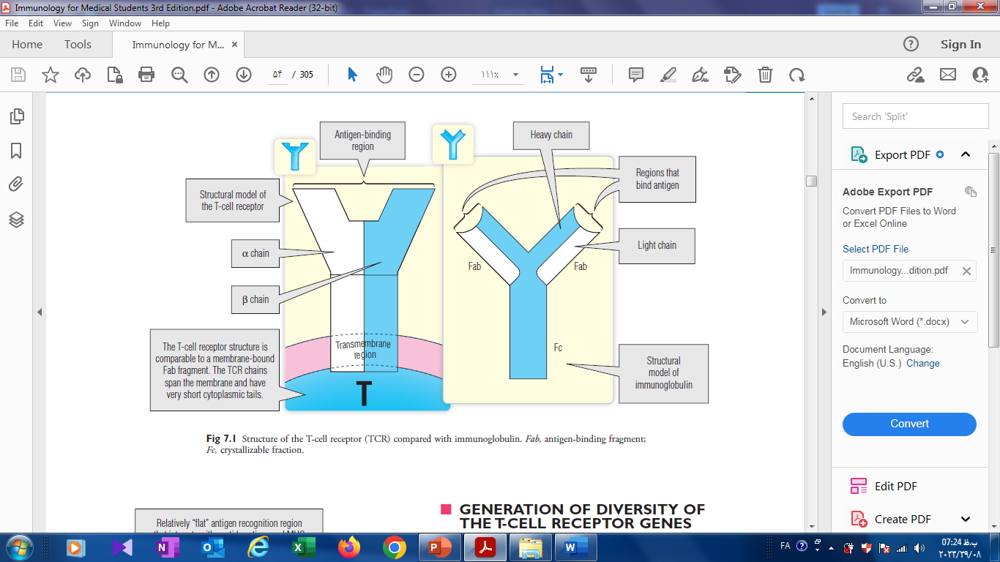 Immunology for Medical Students 3rd Edition.pdf - Adobe Acrobat Reader (32-bit)
File Edit View Sign Window Help
Home Tools Immunology for M... × Sign In
۵۴ / 305 ۱۱۱%
Antigen-binding
region
Structural model of
the T-cell receptor
α chain
β chain
The T-cell receptor structure is
comparable to a membrane-bound
Fab fragment. The TCR chains
span the membrane and have
very short cytoplasmic tails.
Transmembrane
region
T
Heavy chain
Regions that
bind antigen
Light chain
Fab
Fab
Fc
Structural
model of
immunoglobulin
Fig 7.1 Structure of the T-cell receptor (TCR) compared with immunoglobulin. Fab, antigen-binding fragment;
Fc, crystallizable fraction.
Relatively “flat” antigen recognition region
GENERATION OF DIVERSITY OF
THE T-CELL RECEPTOR GENES
Search 'Split'
Export PDF
Adobe Export PDF
Convert PDF Files to Word
or Excel Online
Select PDF File
Immunology...dition.pdf
Convert to
Microsoft Word (*.docx)
Document Language:
English (U.S.) Change
Convert
Edit PDF
Create PDF
FA
07:24 ب.ظ
۲۰۲۳/۲۹/۰۸